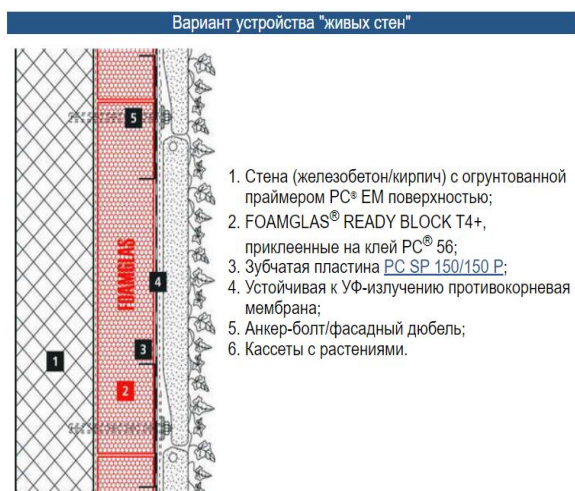 Вариант устройства "живых стен"
1. Стена (железобетон/кирпич) с огрунтованной
праймером PC® EM поверхностью;
2. FOAMGLAS® READY BLOCK T4+,
приклеенные на клей PC® 56;
3. Зубчатая пластина PC SP 150/150 P;
4. Устойчивая к УФ-излучению противокорневая
мембрана;
5. Анкер-болт/фасадный дюбель;
6. Кассеты с растениями.
5
4
FOAMGLAS
3
1
2